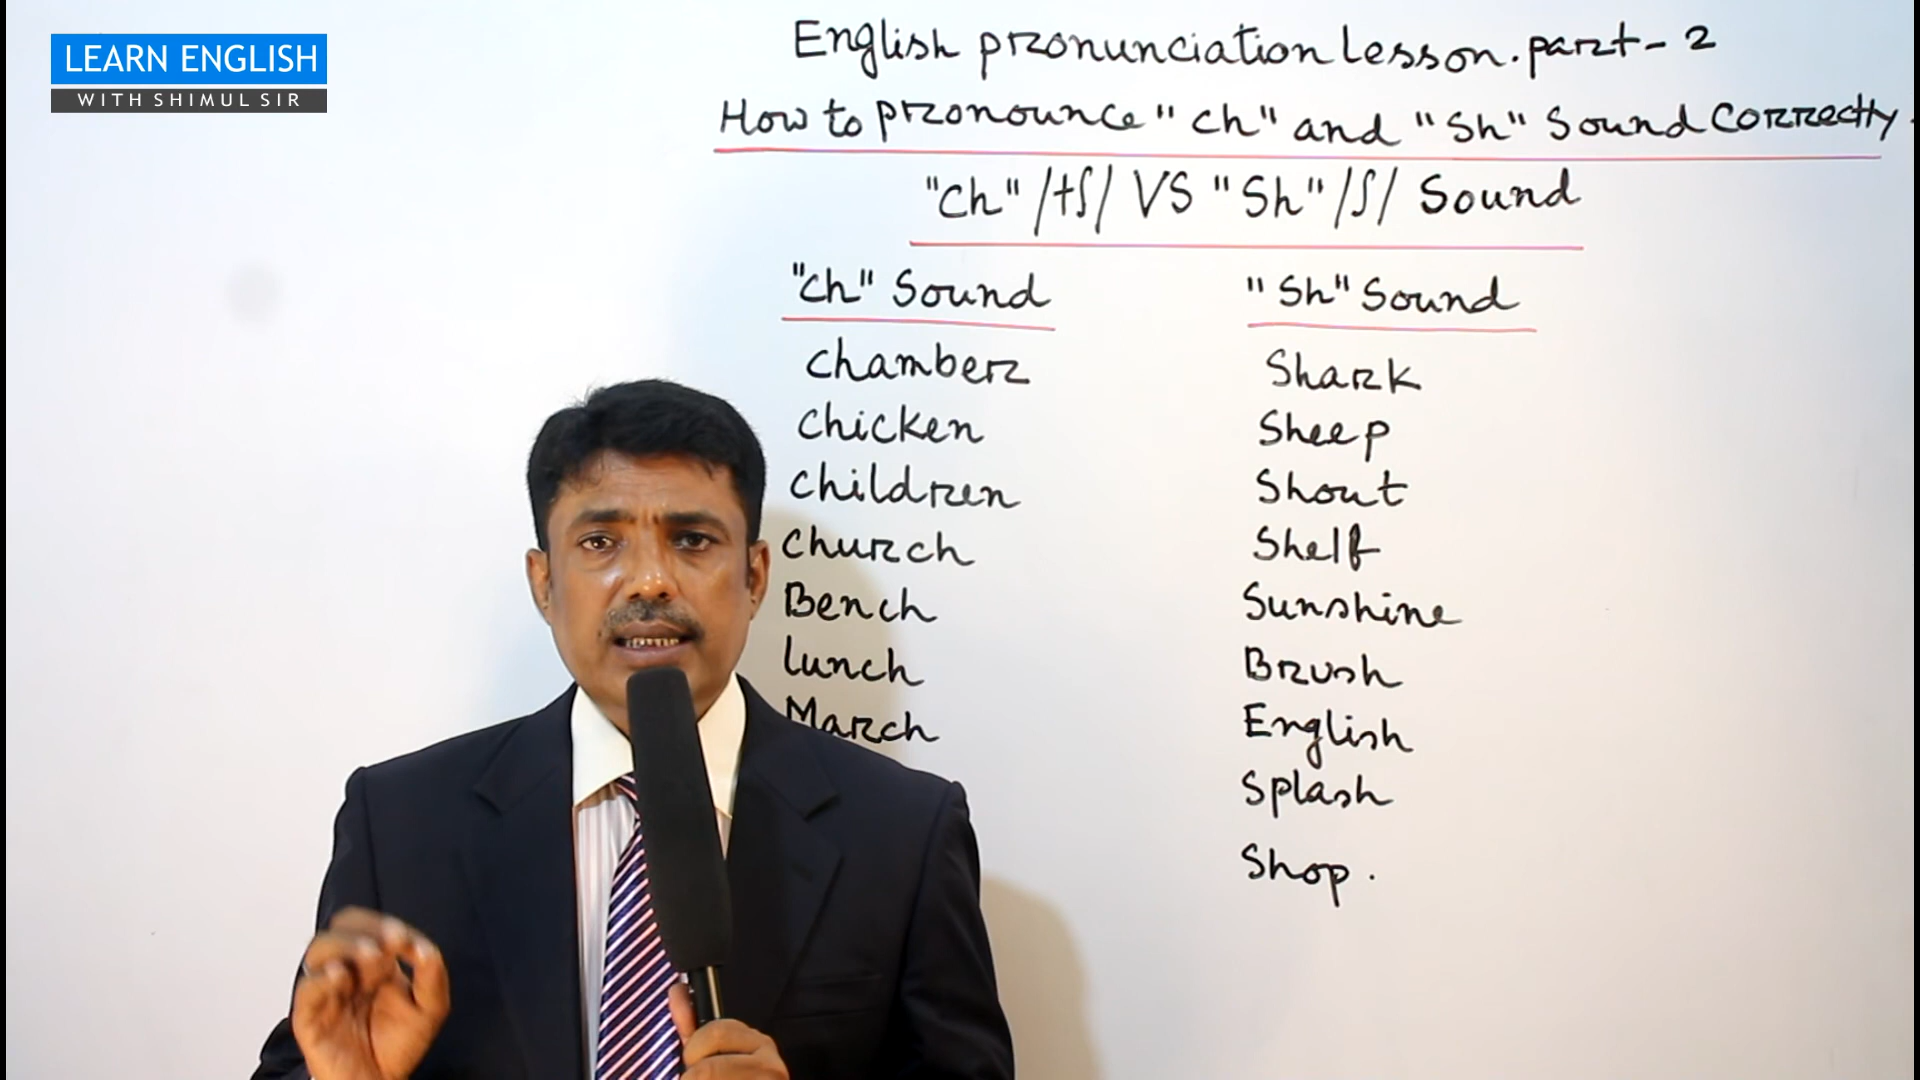 LEARN ENGLISH
WITH SHIMUL SIR
English pronunciation lesson. part - 2
How to pronounce "ch" and "Sh" Sound Correctly.
"Ch" /tʃ/ VS "Sh" /ʃ/ Sound
"Ch" Sound
Chamber
Chicken
Children
Church
Bench
lunch
March
"Sh" Sound
Shark
Sheep
Shout
Shelf
Sunshine
Brush
English
Splash
Shop.